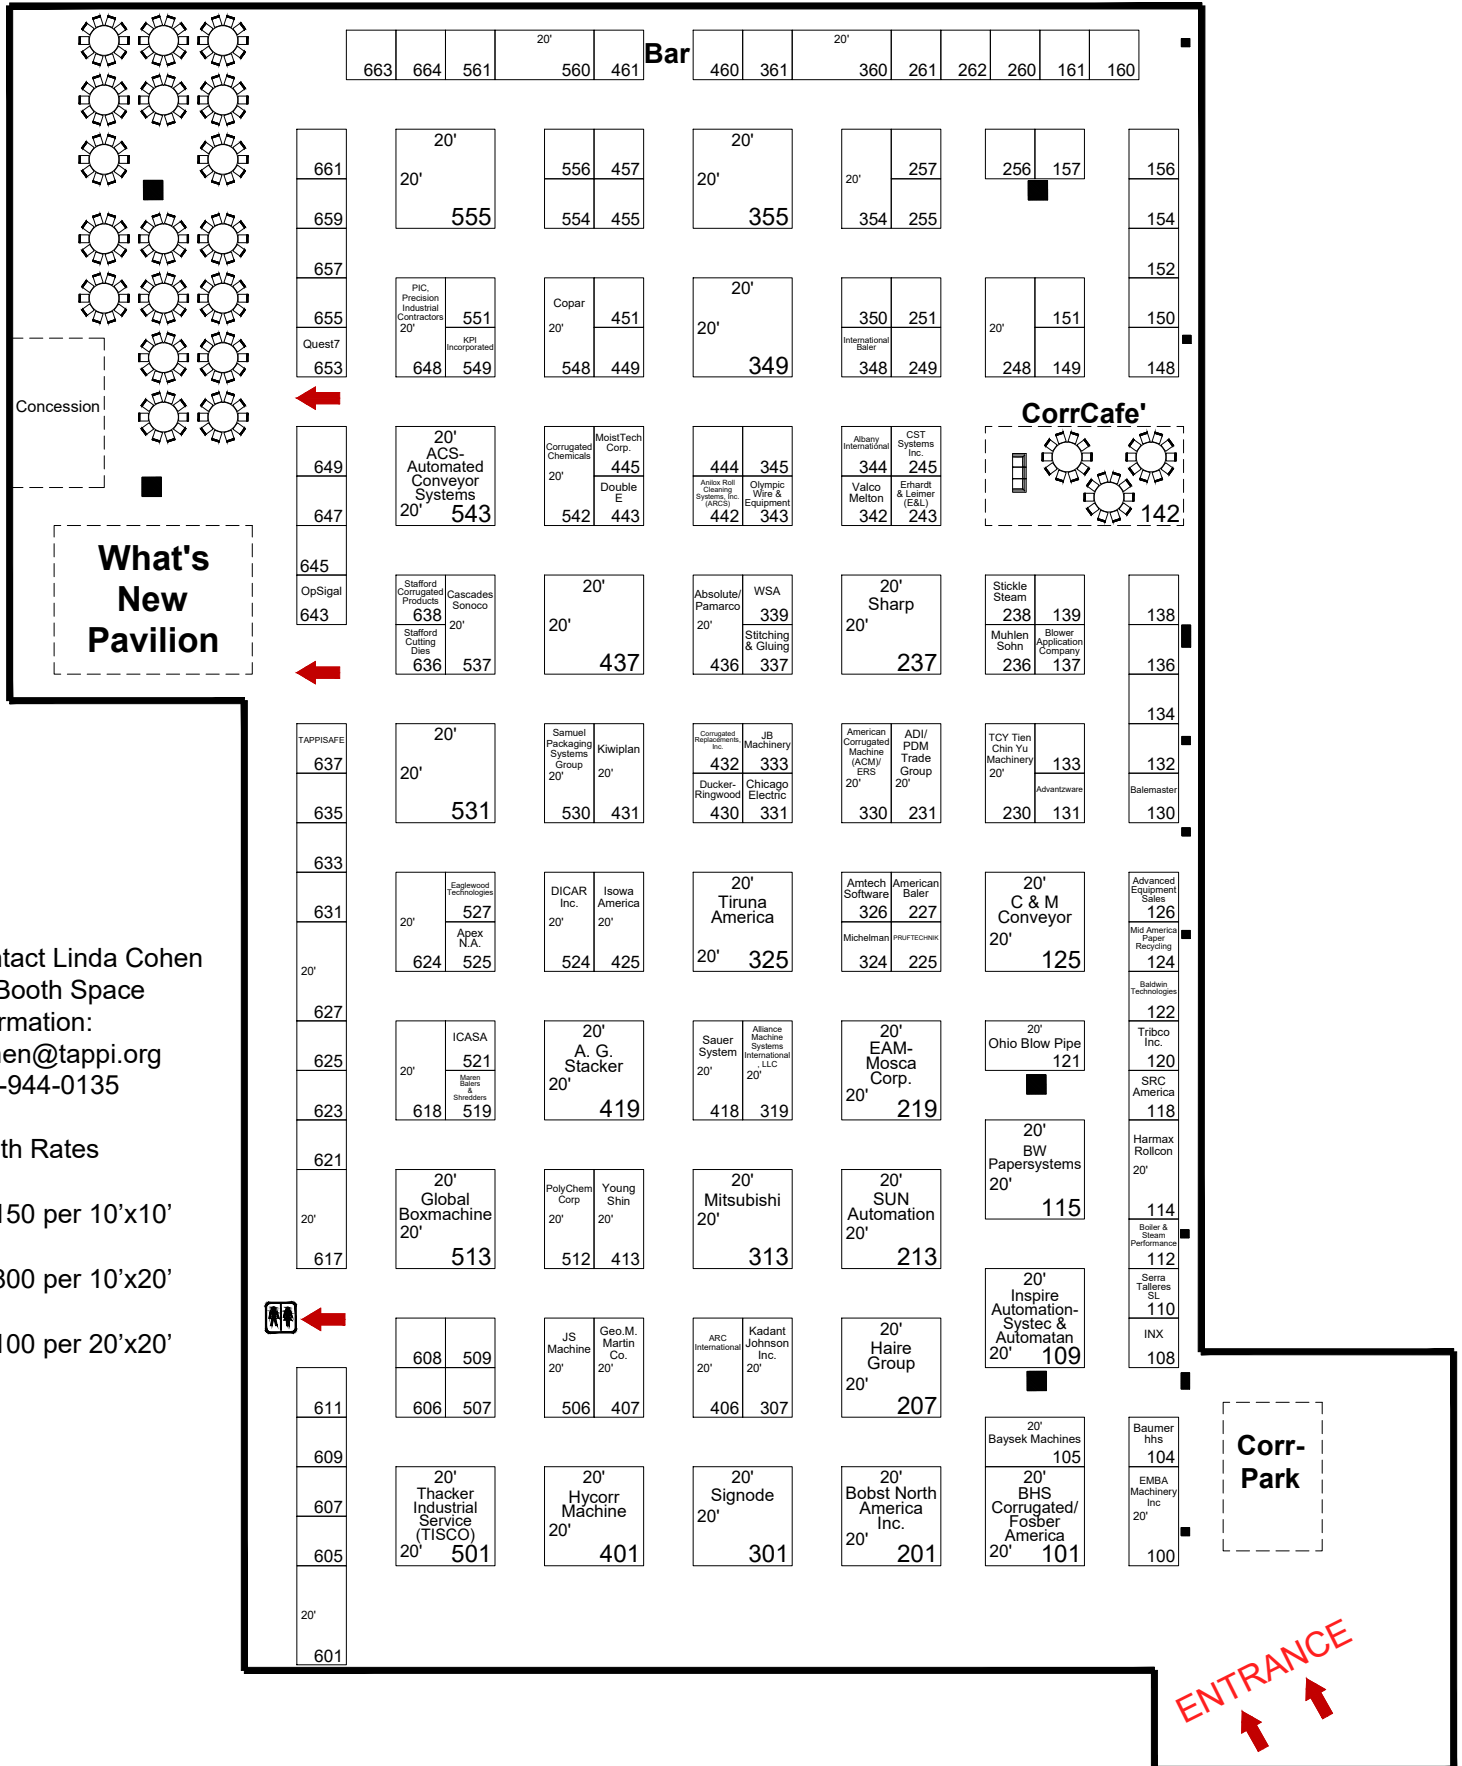 20'
20'
663 664 561 560 461
Bar
460 361 360 261 262 260 161 160
661
20'
20'
555
556 457
554 455
20'
20'
355
20'
354
257
255
256 157
156
659
154
657
152
655
PIC,
Precision
Industrial
Contractors
20'
648
551
KPI
Incorporated
549
Copar
20'
548
451
449
20'
20'
349
350 251
International
Baler
348 249
20'
248
151
149
150
148
Quest7
653
Concession
CorrCafe'
142
649
20'
ACS-
Automated
Conveyor
Systems
20' 543
Corrugated
Chemicals
20'
542
MoistTech
Corp.
445
Double
E
443
444 345
Anilox Roll
Cleaning
Systems, Inc.
(ARCS)
442
Olympic
Wire &
Equipment
343
Albany
International
344
CST
Systems
Inc.
245
Valco
Melton
342
Erhardt
& Leimer
(E&L)
243
647
645
What's
New
Pavilion
OpSigal
643
Stafford
Corrugated
Products
638
Stafford
Cutting
Dies
636
Cascades
Sonoco
20'
537
20'
20'
437
Absolute/
Pamarco
20'
436
WSA
339
Stitching
& Gluing
337
20'
Sharp
20'
237
Stickle
Steam
238
139
Muhlen
Sohn
236
Blower
Application
Company
137
138
136
134
TAPPISAFE
637
20'
20'
531
Samuel
Packaging
Systems
Group
20'
530
Kiwiplan
20'
431
Corrugated
Replacements,
Inc.
432
JB
Machinery
333
Ducker-
Ringwood
430
Chicago
Electric
331
American
Corrugated
Machine
(ACM)/
ERS
20'
330
ADI/
PDM
Trade
Group
20'
231
TCY Tien
Chin Yu
Machinery
20'
230
133
Advantzware
131
132
Balemaster
130
635
633
631
20'
624
Eaglewood
Technologies
527
Apex
N.A.
525
DICAR
Inc.
20'
524
Isowa
America
20'
425
20'
Tiruna
America
20' 325
Amtech
Software
326
American
Baler
227
Michelman
324
PRUFTECHNIK
225
20'
C & M
Conveyor
20'
125
Advanced
Equipment
Sales
126
Mid America
Paper
Recycling
124
Baldwin
Technologies
122
20'
627
tact Linda Cohen
Booth Space
rmation:
en@tappi.org
-944-0135
th Rates
150 per 10’x10’
300 per 10’x20’
100 per 20’x20’
625
623
20'
618
ICASA
521
Maren
Balers
&
Shredders
519
20'
A. G.
Stacker
20'
419
Sauer
System
20'
418
Alliance
Machine
Systems
International
, LLC
20'
319
20'
EAM-
Mosca
Corp.
20'
219
20'
Ohio Blow Pipe
121
Tribco
Inc.
120
SRC
America
118
621
20'
617
20'
Global
Boxmachine
20'
513
PolyChem
Corp
20'
512
Young
Shin
20'
413
20'
Mitsubishi
20'
313
20'
SUN
Automation
20'
213
20'
BW
Papersystems
20'
115
Harmax
Rollcon
20'
114
Boiler &
Steam
Performance
112
608 509
606 507
JS
Machine
20'
506
Geo.M.
Martin
Co.
20'
407
ARC
International
20'
406
Kadant
Johnson
Inc.
20'
307
20'
Haire
Group
20'
207
20'
Inspire
Automation-
Systec &
Automatan
20' 109
Serra
Talleres
SL
110
INX
108
611
609
20'
Baysek Machines
105
Baumer
hhs
104
Corr-
Park
607
605
20'
Thacker
Industrial
Service
(TISCO)
20' 501
20'
Hycorr
Machine
20'
401
20'
Signode
20'
301
20'
Bobst North
America
Inc.
20'
201
20'
BHS
Corrugated/
Fosber
America
20' 101
EMBA
Machinery
Inc
20'
100
20'
601
ENTRANCE